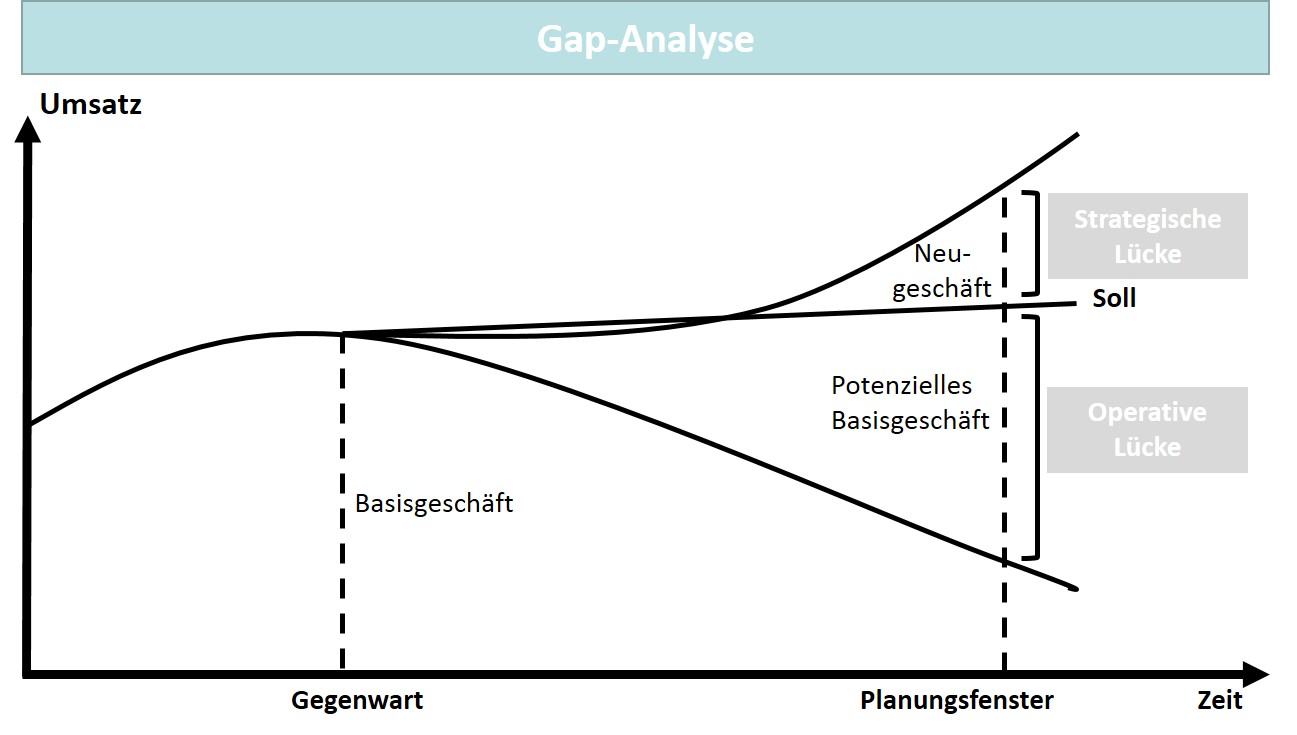 Gap-Analyse
Umsatz
Strategische
Lücke
Neu-
geschäft
Soll
Potenzielles
Basisgeschäft
Operative
Lücke
Basisgeschäft
Gegenwart
Planungsfenster
Zeit